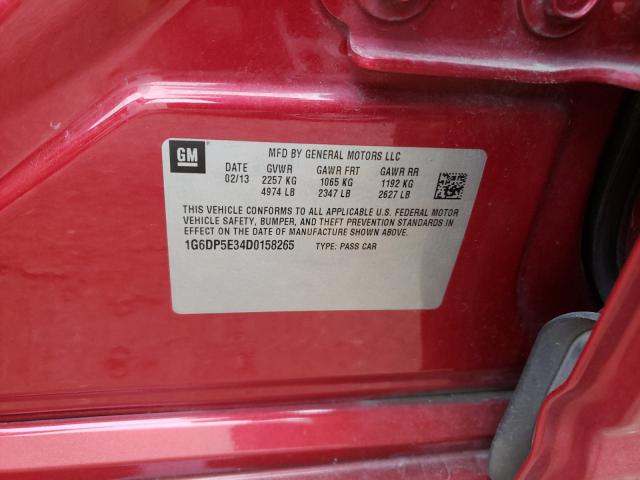 GM
MFD BY GENERAL MOTORS LLC
DATE GVWR GAWR FRT GAWR RR
02/13 2257 KG 1065 KG 1192 KG
4974 LB 2347 LB 2627 LB
THIS VEHICLE CONFORMS TO ALL APPLICABLE U.S. FEDERAL MOTOR
VEHICLE SAFETY, BUMPER, AND THEFT PREVENTION STANDARDS IN
EFFECT ON THE DATE OF MANUFACTURE SHOWN ABOVE.
1G6DP5E34D0158265 TYPE: PASS CAR